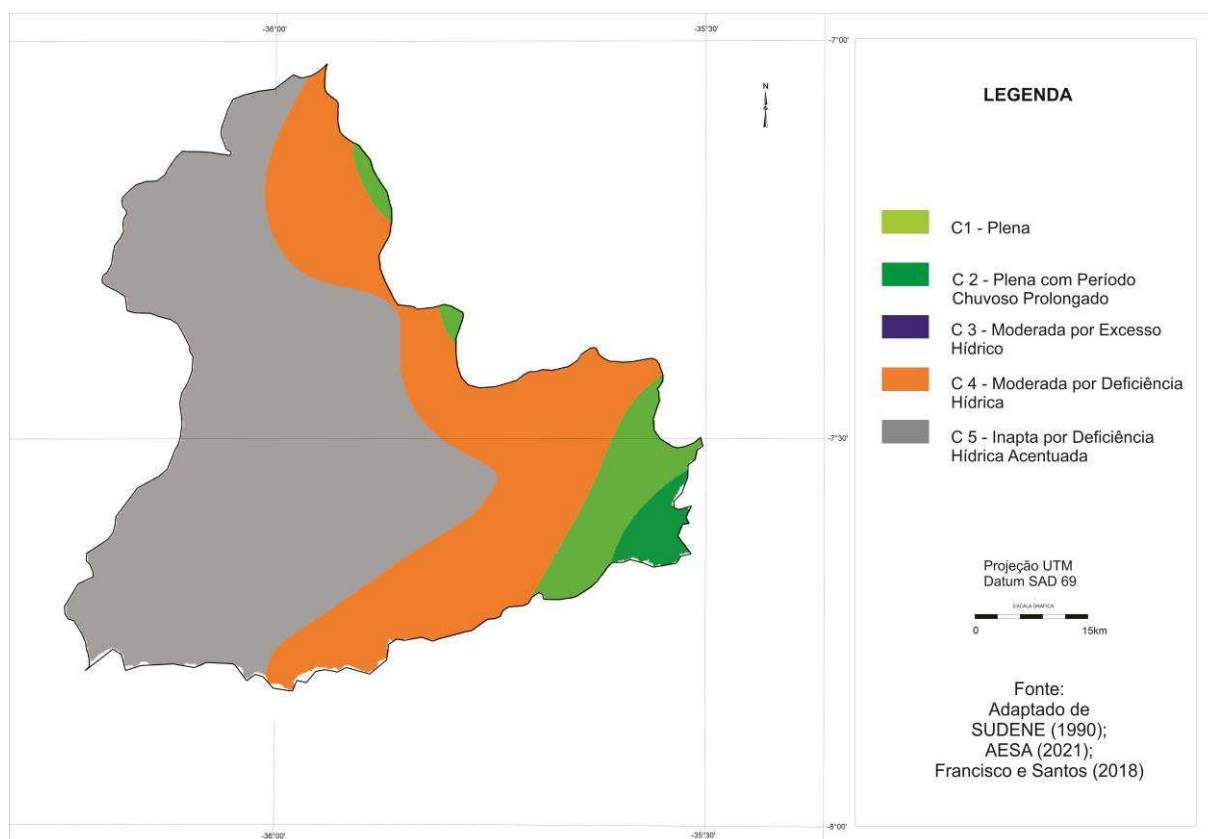 -36°00'
-35°30'
-7°00'
N
LEGENDA
C1 - Plena
C 2 - Plena com Período
Chuvoso Prolongado
C 3 - Moderada por Excesso
Hídrico
C 4 - Moderada por Deficiência
Hídrica
-7°30'
C 5 - Inapta por Deficiência
Hídrica Acentuada
Projeção UTM
Datum SAD 69
ESCALA GRÁFICA
0 15km
Fonte:
Adaptado de
SUDENE (1990);
AESA (2021);
Francisco e Santos (2018)
-8°00'
-36°00'
-35°30'